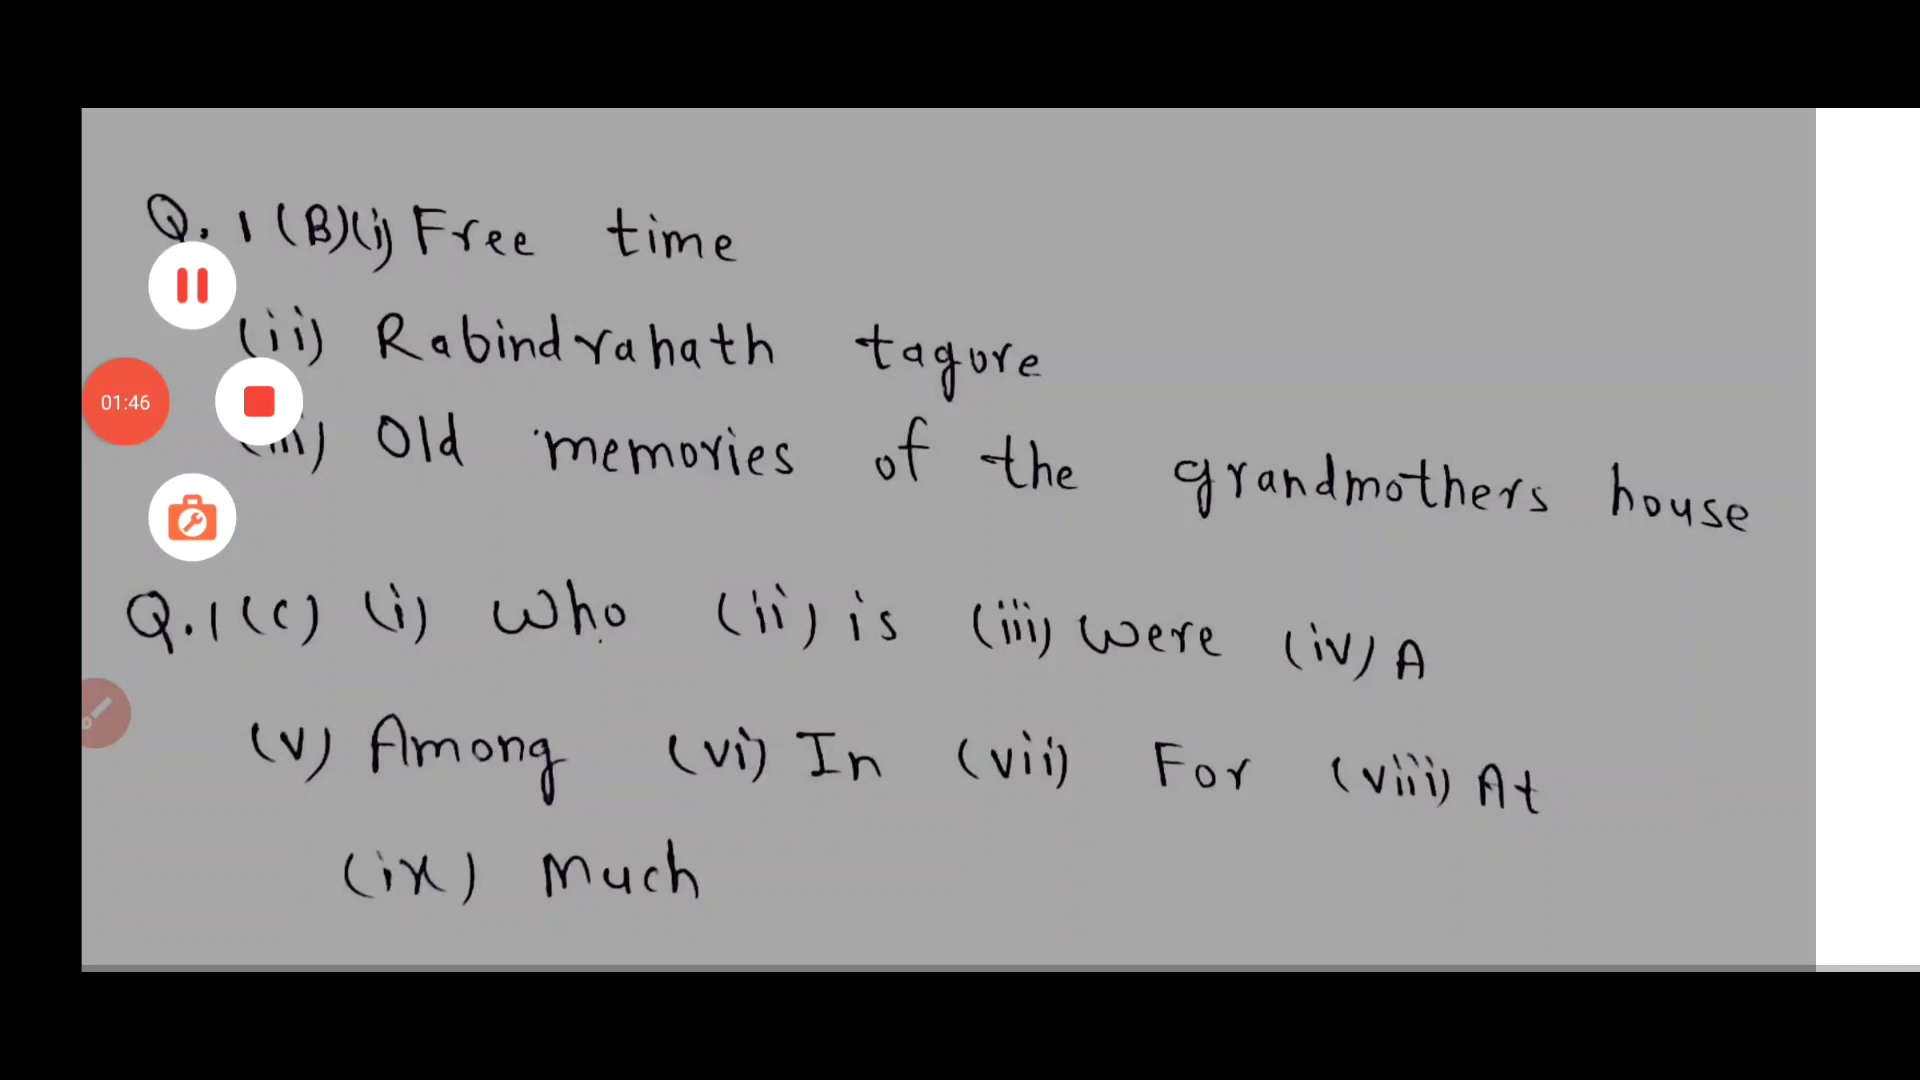 Q. 1 (B)(i) Free time
(ii) Rabindrahath tagore
01:46
(iii) Old memories of the grandmothers house
Q.1(c) (i) Who (ii) is (iii) were (iv) A
(v) Among (vi) In (vii) For (viii) At
(ix) Much